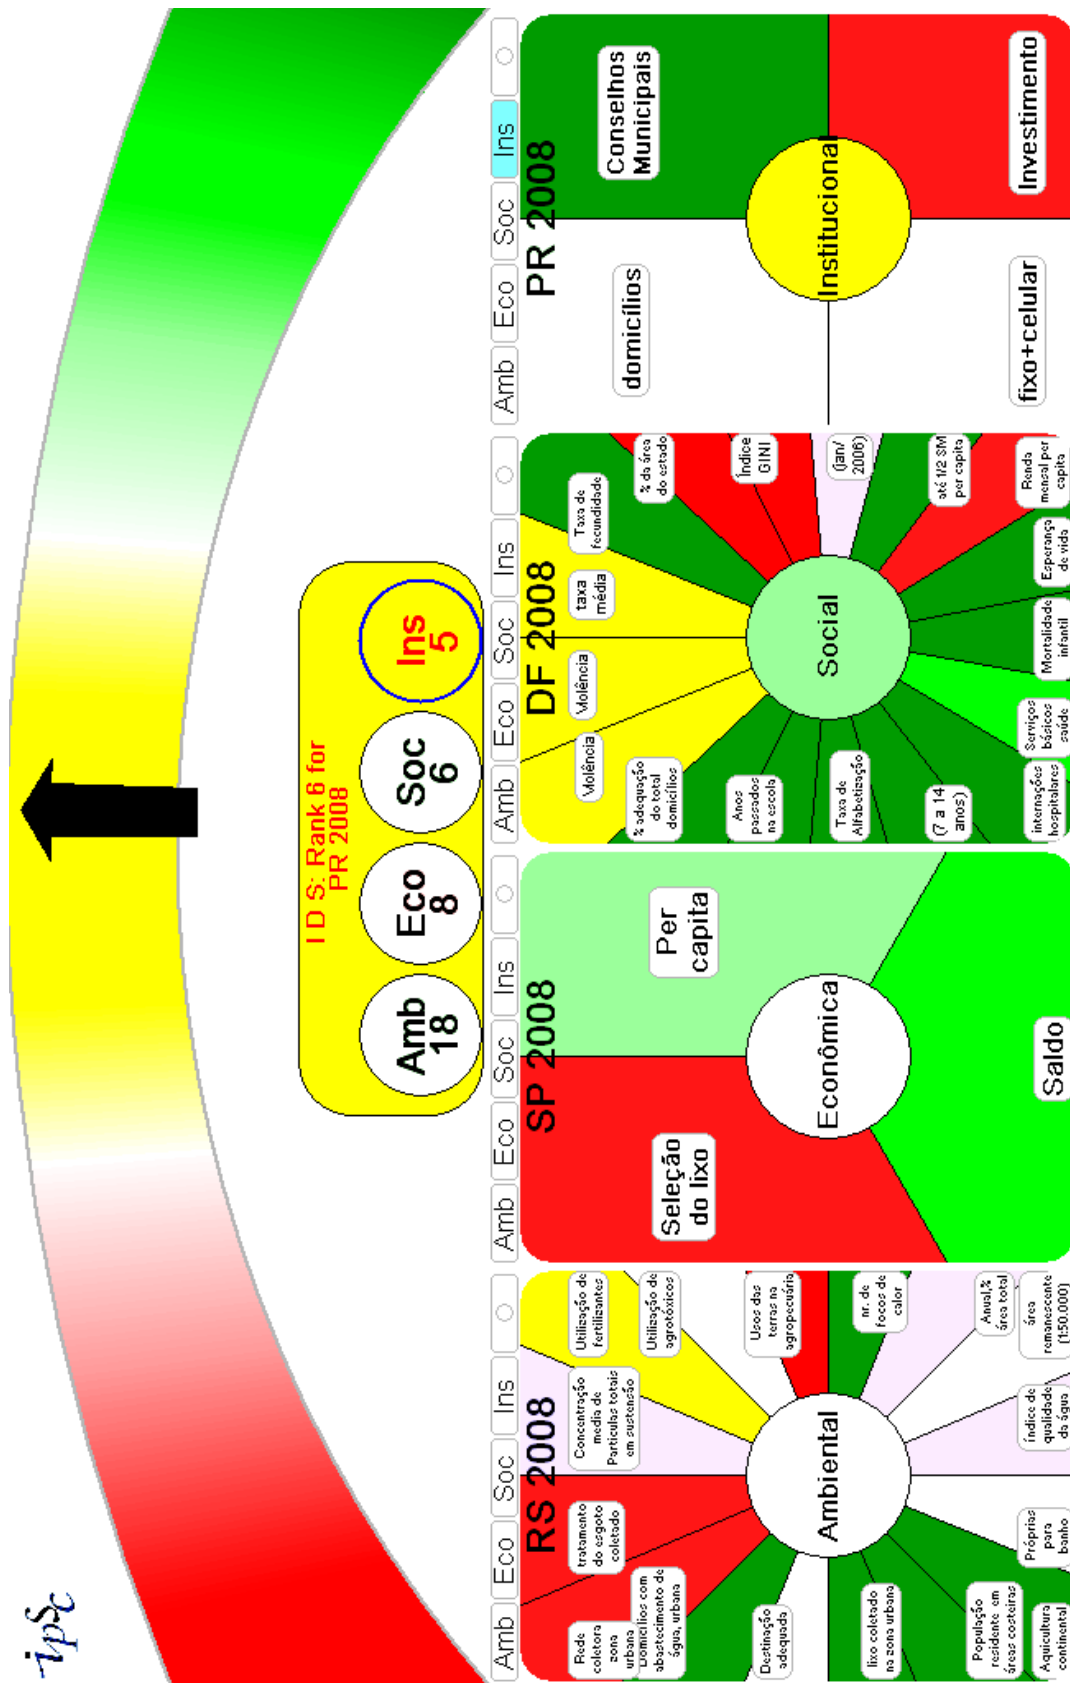 ipsc
I D S: Rank 6 for
PR 2008
Amb
18
Eco
8
Soc
6
Ins
5
Amb
Eco
Soc
Ins
Amb
Eco
Soc
Ins
Amb
Eco
Soc
Ins
Amb
Eco
Soc
Ins
RS 2008
Rede
coletora
zona
urbana
tratamento
do esgoto
coletado
Concentração
media de
Particulas totais
em sustensão
Utilização de
fertilizantes
Domicílios com
abastecimento de
água, urbana
Utilização de
agrotóxicos
Destinação
adequada
Usos das
terras na
agropecuária
Ambiental
lixo coletado
na zona urbana
nr. de
focos de
calor
População
residente em
áreas costeiras
Anual,%
área total
Aquicultura
continental
Próprias
para
banho
índice de
qualidade
da água
área
remanescente
(1:50.000)
SP 2008
Seleção
do lixo
Per
capita
Econômica
Saldo
DF 2008
Violência
Violência
taxa
média
Taxa de
fecundidade
% adequação
do total
domicílios
% da área
do estado
Anos
passados
na escola
Índice
GINI
Social
Taxa de
Alfabetização
(jan/
2006)
(7 a 14
anos)
até 1/2 SM
per capita
internações
hospitalares
Serviços
básicos
saúde
Mortalidade
infantil
Esperança
de vida
Renda
mensal per
capita
PR 2008
domicílios
Conselhos
Municipais
Institucional
fixo+celular
Investimento